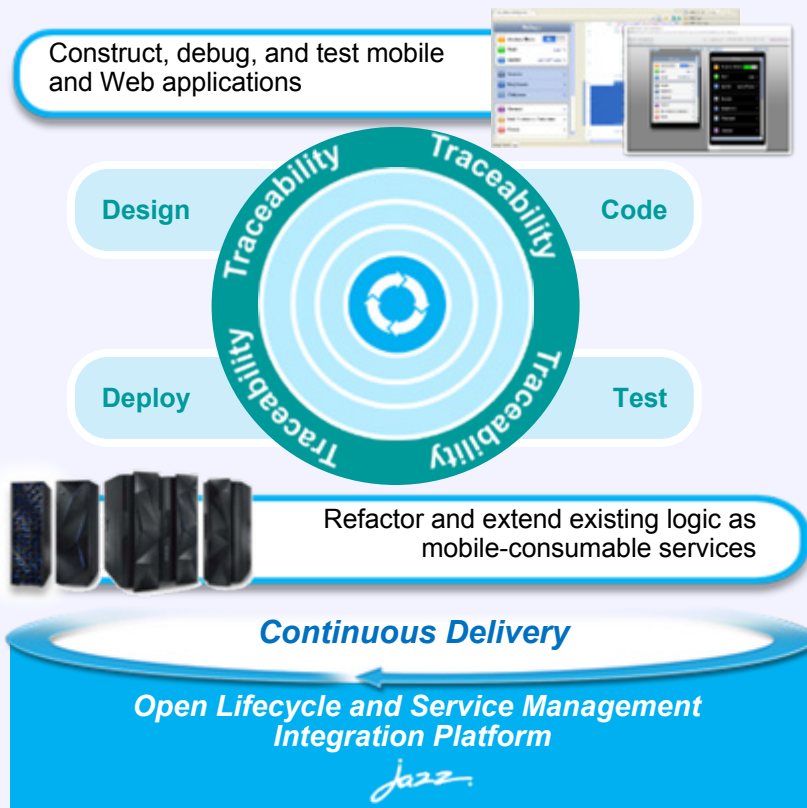 Construct, debug, and test mobile
and Web applications
Traceability
Traceability
Design
Code
Deploy
Test
Traceability
Traceability
Refactor and extend existing logic as
mobile-consumable services
Continuous Delivery
Open Lifecycle and Service Management
Integration Platform
jazz